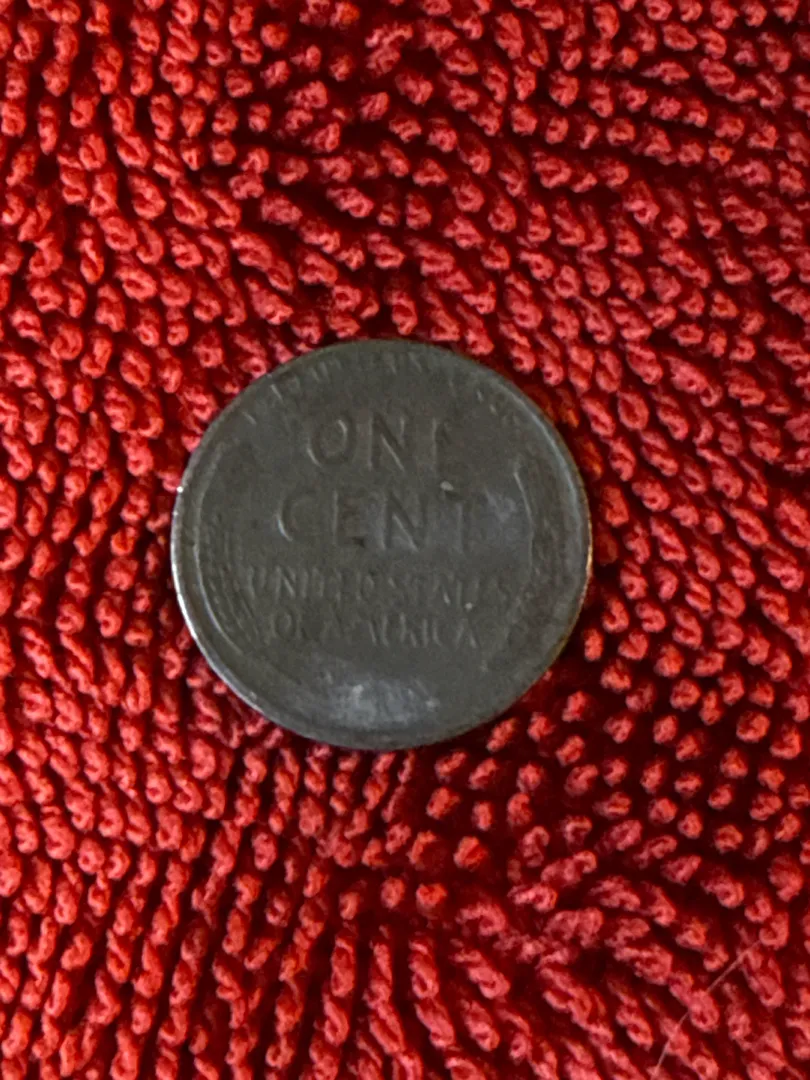 ONE
CENT
UNITED STATES
OF AMERICA